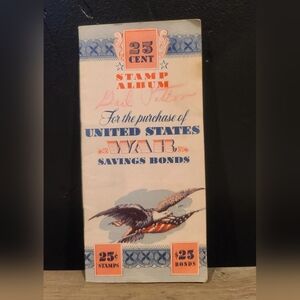 25
CENT
STAMP
ALBUM
For the purchase of
UNITED STATES
WAR
SAVINGS BONDS
25¢
STAMPS
$25
BONDS